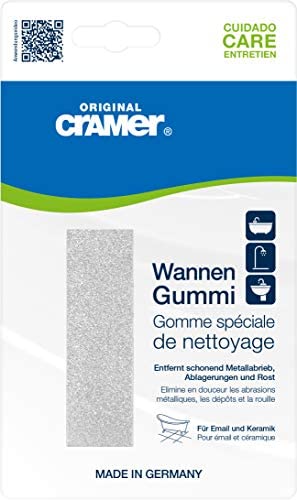 Anwendungsvideo
CUIDADO
CARE
ENTRETIEN
ORIGINAL
CRAMER®
Wannen
Gummi
Gomme spéciale
de nettoyage
Entfernt schonend Metallabrieb,
Ablagerungen und Rost
Elimine en douceur les abrasions
métalliques, les dépôts et la rouille
Für Email und Keramik
Pour émail et céramique
MADE IN GERMANY